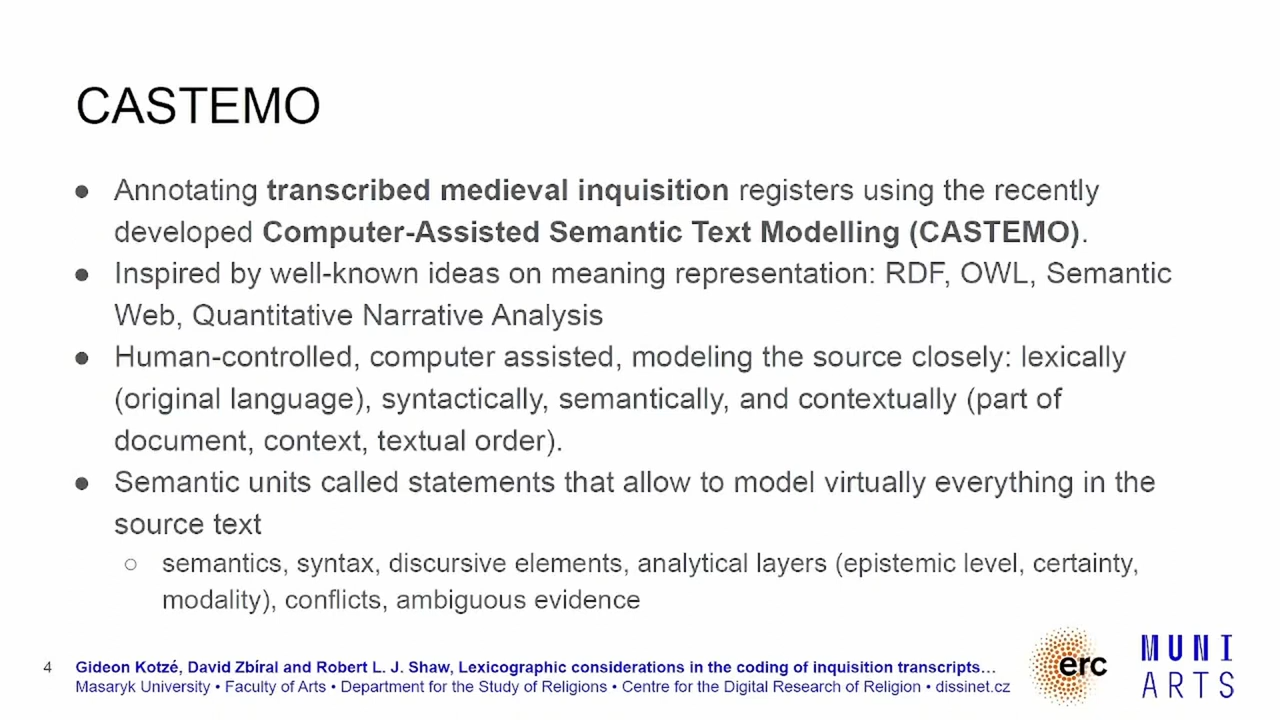 CASTEMO
● Annotating transcribed medieval inquisition registers using the recently
developed Computer-Assisted Semantic Text Modelling (CASTEMO).
● Inspired by well-known ideas on meaning representation: RDF, OWL, Semantic
Web, Quantitative Narrative Analysis
● Human-controlled, computer assisted, modeling the source closely: lexically
(original language), syntactically, semantically, and contextually (part of
document, context, textual order).
● Semantic units called statements that allow to model virtually everything in the
source text
○ semantics, syntax, discursive elements, analytical layers (epistemic level, certainty,
modality), conflicts, ambiguous evidence
4 Gideon Kotzé, David Zbíral and Robert L. J. Shaw, Lexicographic considerations in the coding of inquisition transcripts…
Masaryk University • Faculty of Arts • Department for the Study of Religions • Centre for the Digital Research of Religion • dissinet.cz
erc
MUNI
ARTS